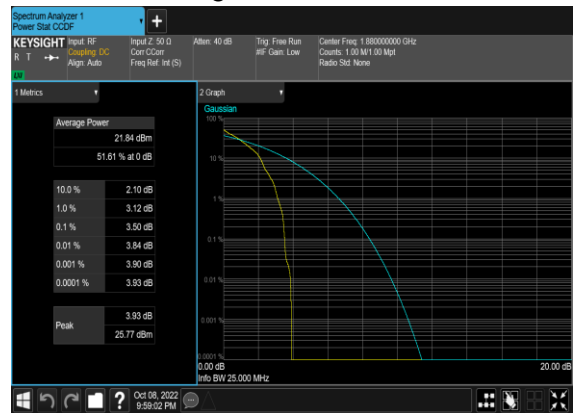 Spectrum Analyzer 1
Power Stat CCDF
KEYSIGHT
R T
LXI
Input: RF
Coupling: DC
Align: Auto
Input Z: 50 Ω
Corr CCorr
Freq Ref: Int (S)
Atten: 40 dB
Trig: Free Run
#IF Gain: Low
Center Freq: 1.880000000 GHz
Counts: 1.00 M/1.00 Mpt
Radio Std: None
1 Metrics
Average Power
21.84 dBm
51.61 % at 0 dB
10.0 % 2.10 dB
1.0 % 3.12 dB
0.1 % 3.50 dB
0.01 % 3.84 dB
0.001 % 3.90 dB
0.0001 % 3.93 dB
Peak
3.93 dB
25.77 dBm
2 Graph
Gaussian
100 %
10 %
1 %
0.1 %
0.01 %
0.001 %
0.0001 %
0.00 dB 20.00 dB
Info BW 25.000 MHz
?
Oct 08, 2022
9:59:02 PM